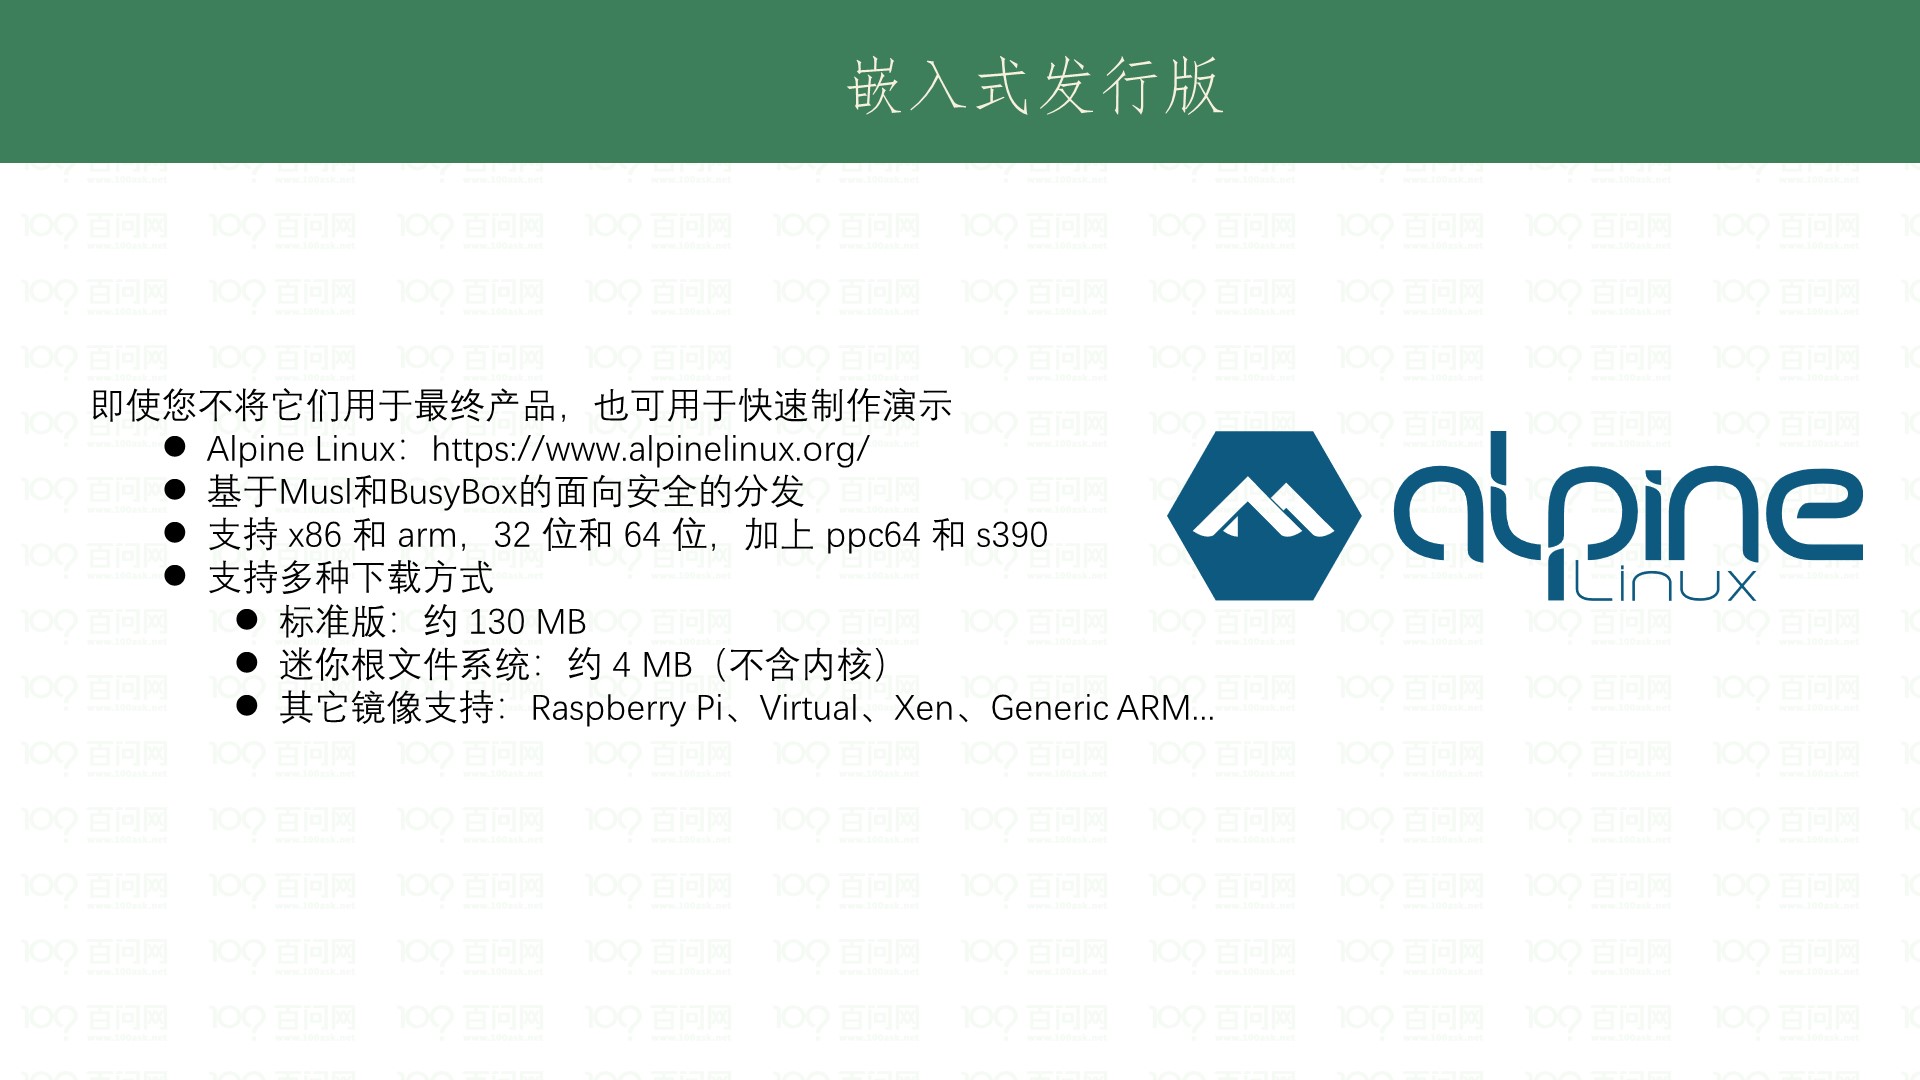 嵌入式发行版
即使您不将它们用于最终产品，也可用于快速制作演示
● Alpine Linux：https://www.alpinelinux.org/
● 基于Musl和BusyBox的面向安全的分发
● 支持 x86 和 arm，32 位和 64 位，加上 ppc64 和 s390
● 支持多种下载方式
● 标准版：约 130 MB
● 迷你根文件系统：约 4 MB（不含内核）
● 其它镜像支持：Raspberry Pi、Virtual、Xen、Generic ARM...
alpine
Linux
百问网
www.100ask.net